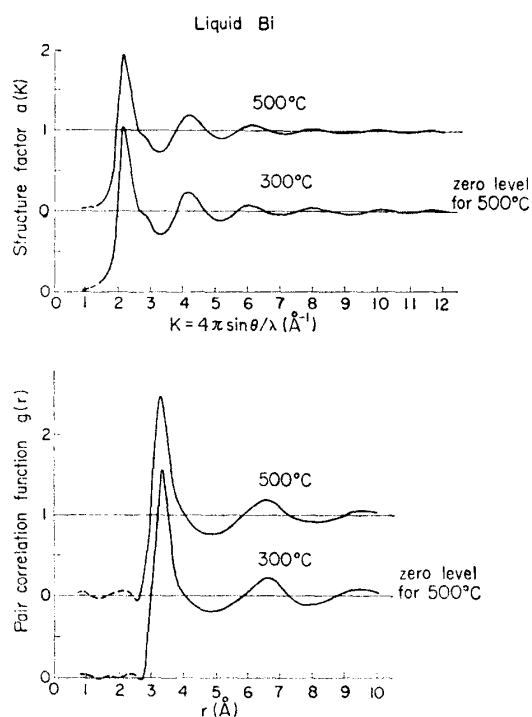 Liquid Bi
Structure factor a(K)
2
1
0
0
500°C
300°C
zero level
for 500°C
0 1 2 3 4 5 6 7 8 9 10 11 12
K = 4π sin θ/λ (Å⁻¹)
Pair correlation function g(r)
2
1
0
0
500°C
300°C
zero level
for 500°C
0 1 2 3 4 5 6 7 8 9 10
r (Å)